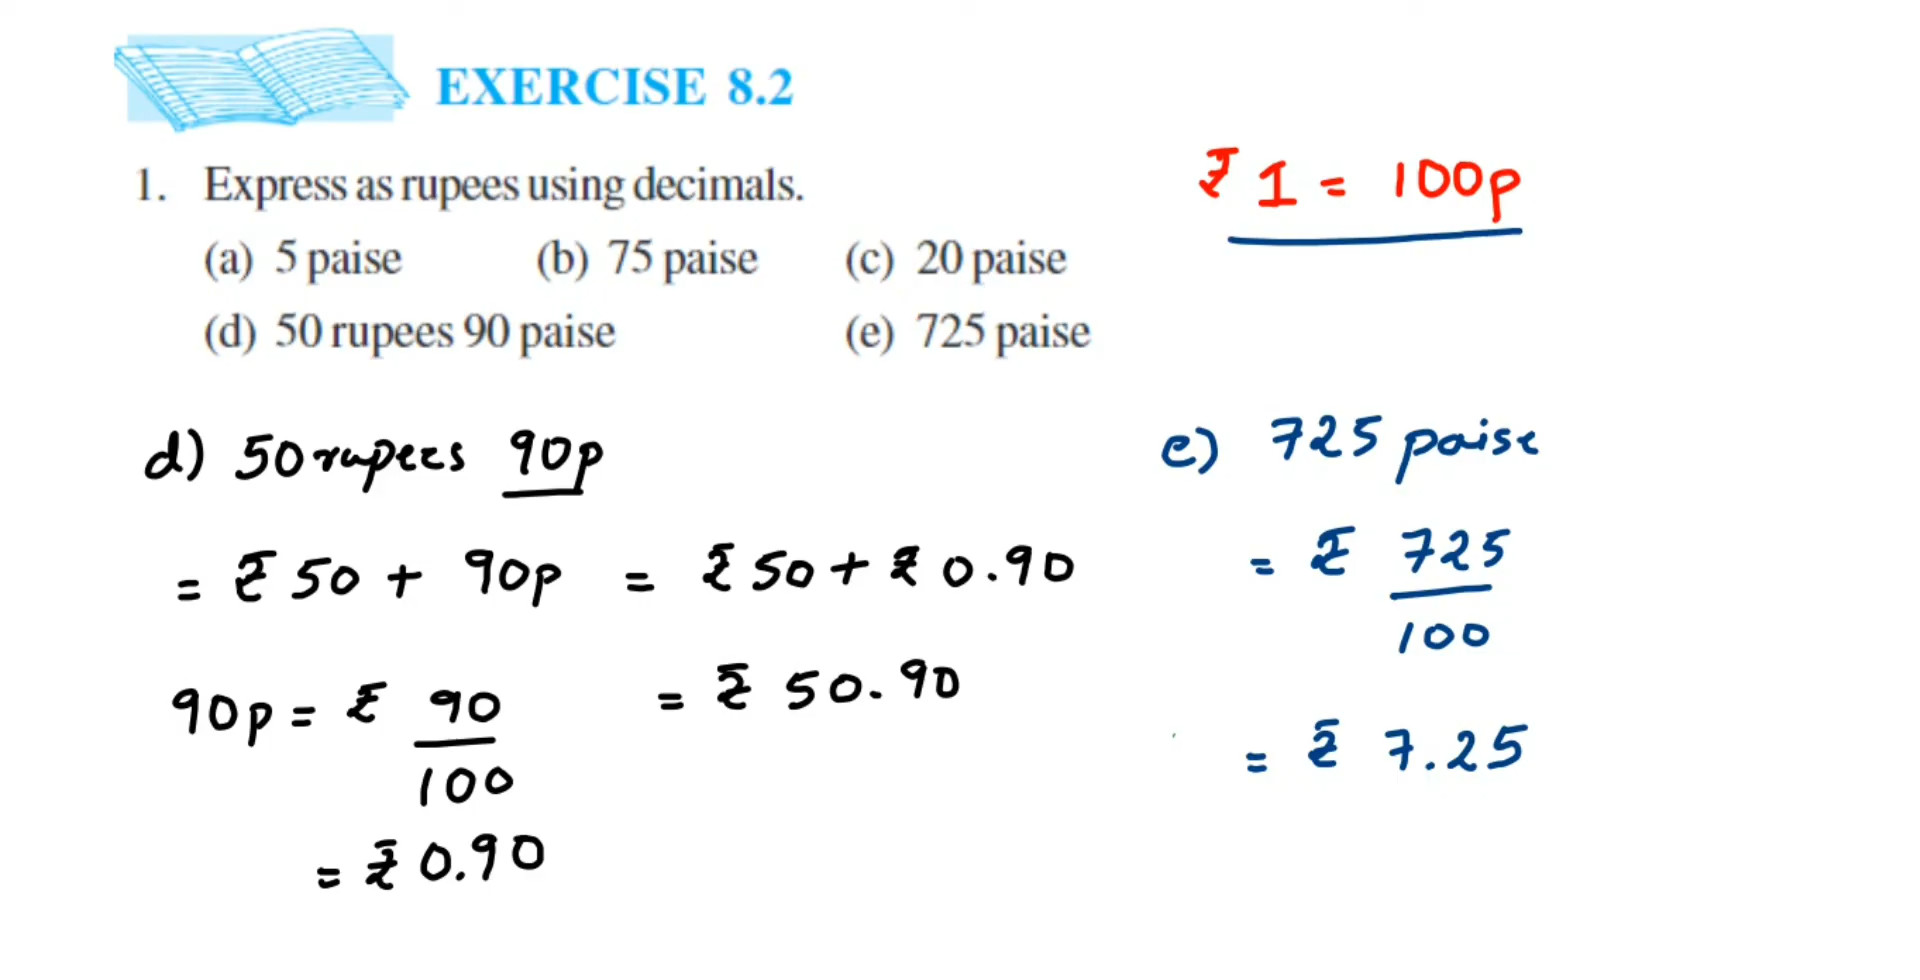 EXERCISE 8.2
1. Express as rupees using decimals.
₹ 1 = 100p
(a) 5 paise (b) 75 paise (c) 20 paise
(d) 50 rupees 90 paise (e) 725 paise
d) 50 rupees 90p
= ₹ 50 + 90p = ₹ 50 + ₹ 0.90
= ₹ 50.90
90p = ₹ 90
100
= ₹ 0.90
e) 725 paise
= ₹ 725
100
= ₹ 7.25